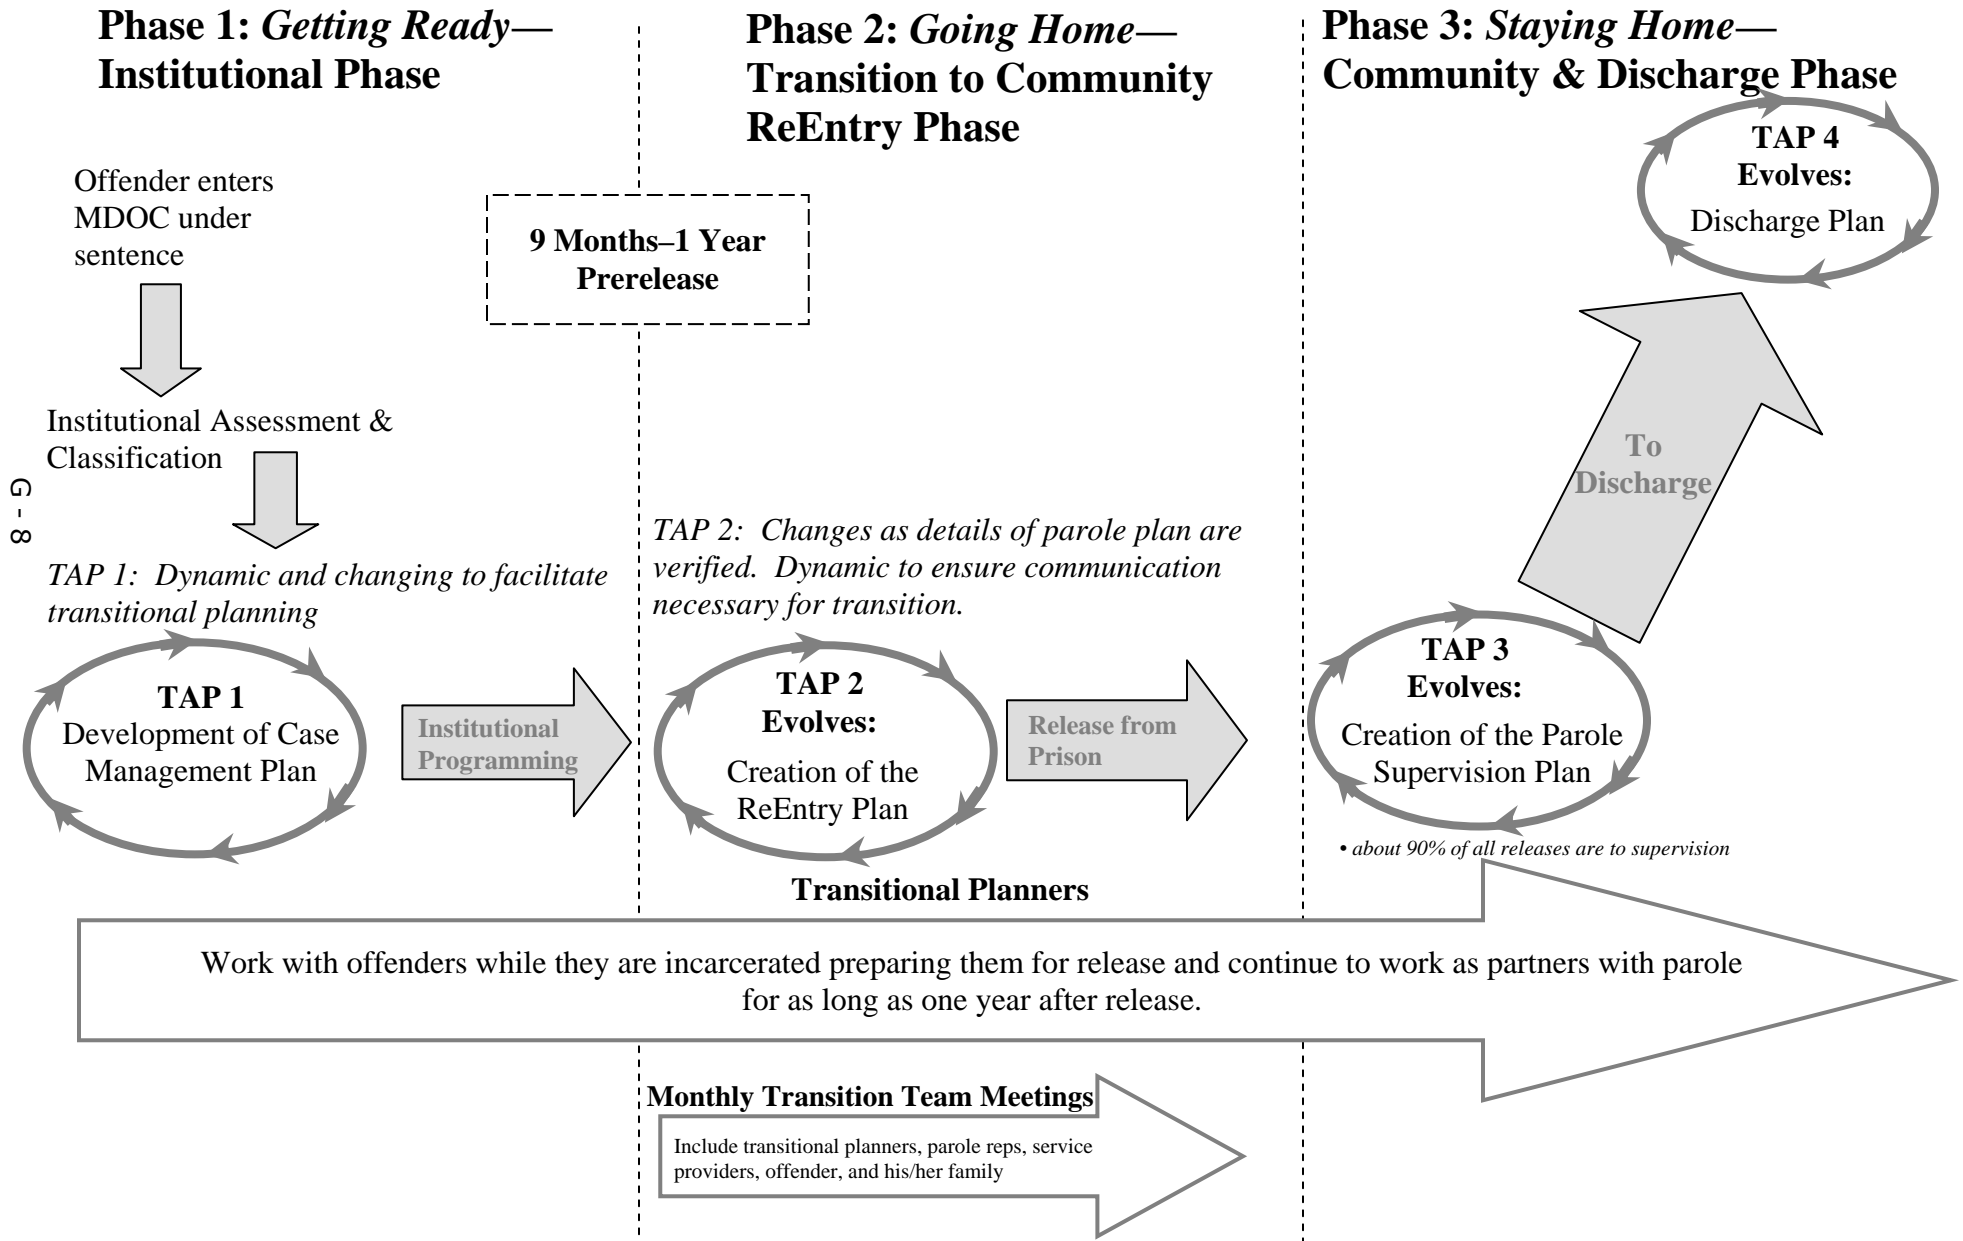 Phase 1: Getting Ready—
Institutional Phase
Offender enters
MDOC under
sentence
Institutional Assessment &
Classification
G - 8
TAP 1:  Dynamic and changing to facilitate
transitional planning
TAP 1
Development of Case
Management Plan
Institutional
Programming
9 Months–1 Year
Prerelease
Phase 2: Going Home—
Transition to Community
ReEntry Phase
TAP 2:  Changes as details of parole plan are
verified.  Dynamic to ensure communication
necessary for transition.
TAP 2
Evolves:
Creation of the
ReEntry Plan
Release from
Prison
Phase 3: Staying Home—
Community & Discharge Phase
TAP 4
Evolves:
Discharge Plan
To
Discharge
TAP 3
Evolves:
Creation of the Parole
Supervision Plan
• about 90% of all releases are to supervision
Transitional Planners
Work with offenders while they are incarcerated preparing them for release and continue to work as partners with parole
for as long as one year after release.
Monthly Transition Team Meetings
Include transitional planners, parole reps, service
providers, offender, and his/her family